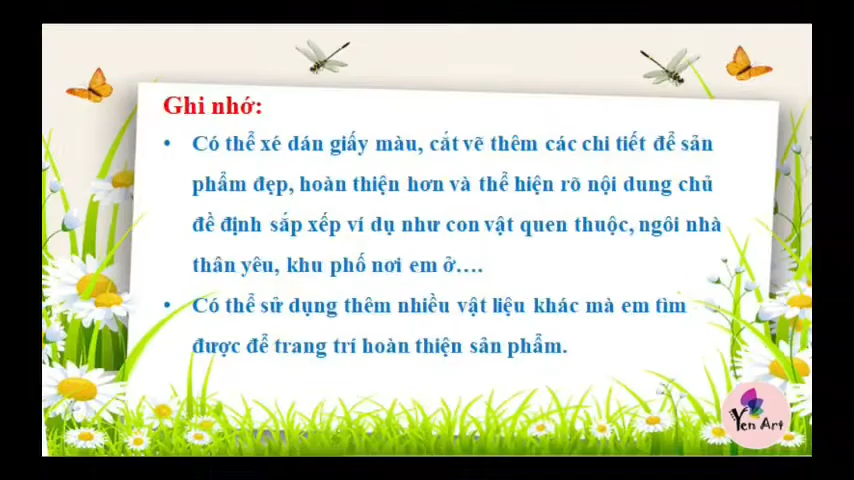 Ghi nhớ:
• Có thể xé dán giấy màu, cắt vẽ thêm các chi tiết để sản
phẩm đẹp, hoàn thiện hơn và thể hiện rõ nội dung chủ
đề định sắp xếp ví dụ như con vật quen thuộc, ngôi nhà
thân yêu, khu phố nơi em ở….
• Có thể sử dụng thêm nhiều vật liệu khác mà em tìm
được để trang trí hoàn thiện sản phẩm.
Yen Art